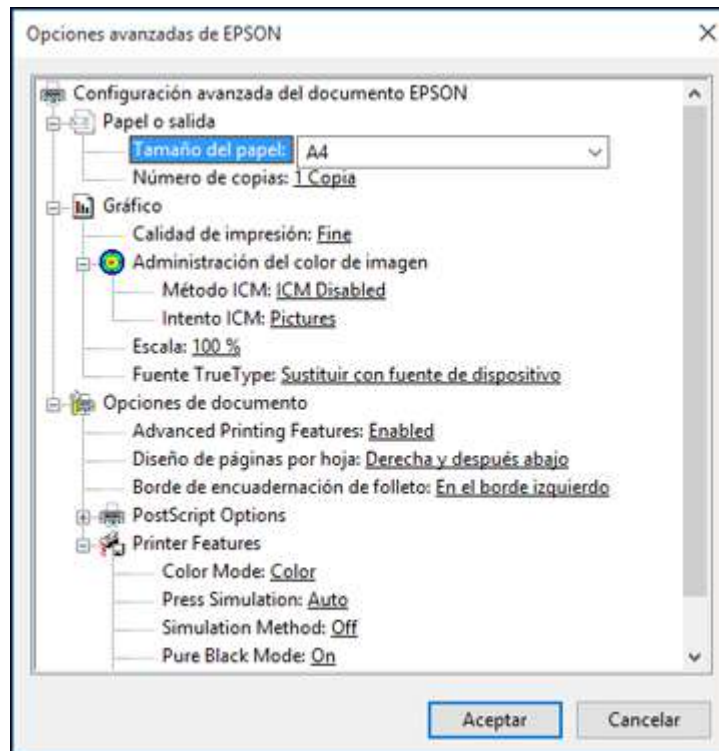 Opciones avanzadas de EPSON
Configuración avanzada del documento EPSON
Papel o salida
Tamaño del papel: A4
Número de copias: 1 Copia
Gráfico
Calidad de impresión: Fine
Administración del color de imagen
Método ICM: ICM Disabled
Intento ICM: Pictures
Escala: 100 %
Fuente TrueType: Sustituir con fuente de dispositivo
Opciones de documento
Advanced Printing Features: Enabled
Diseño de páginas por hoja: Derecha y después abajo
Borde de encuadernación de folleto: En el borde izquierdo
PostScript Options
Printer Features
Color Mode: Color
Press Simulation: Auto
Simulation Method: Off
Pure Black Mode: On
Aceptar Cancelar